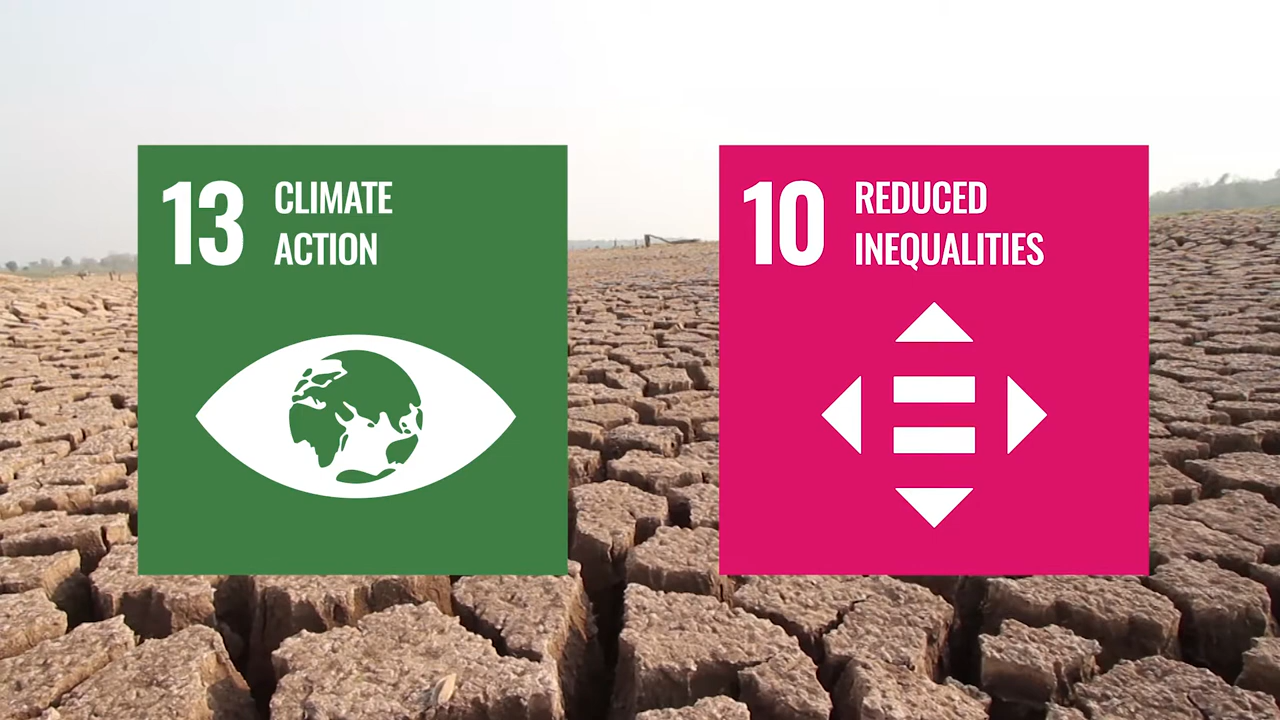 13
CLIMATE
ACTION
10
REDUCED
INEQUALITIES